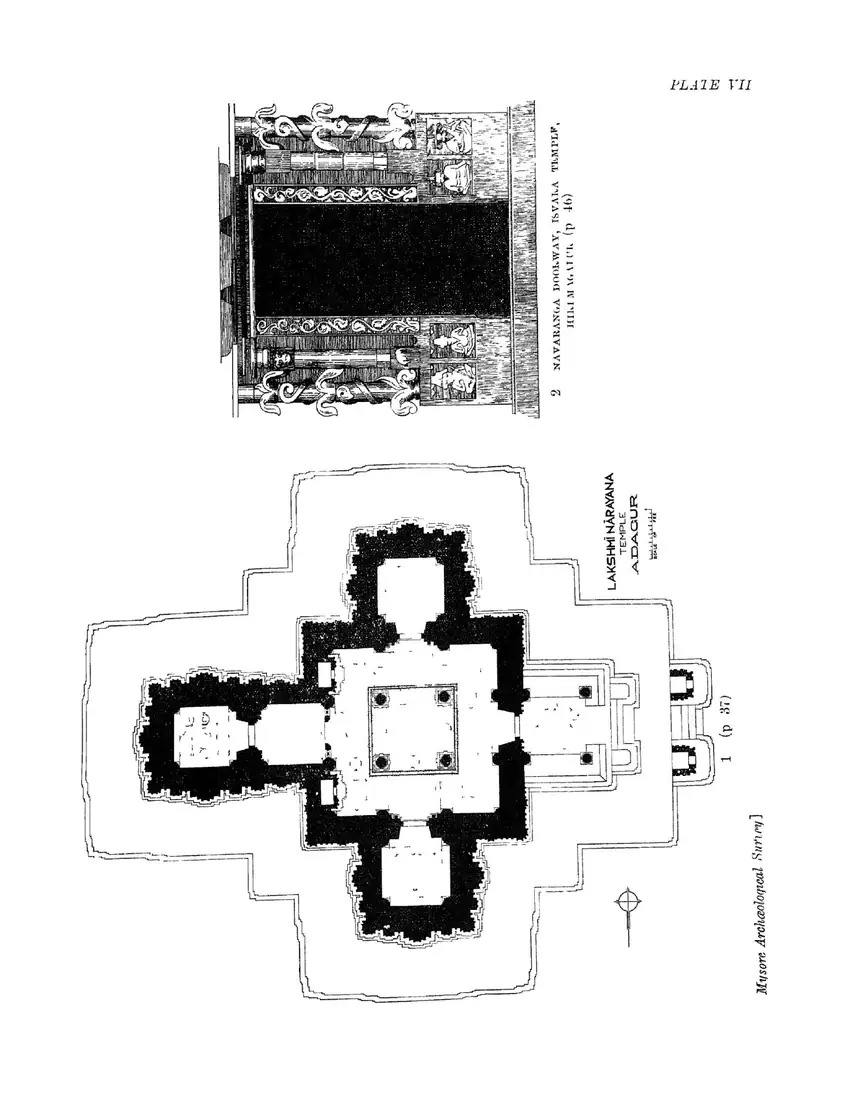 PLATE VII
2 NAVARANGA DOORWAY, ISVARA TEMPLE,
(p 46)
LAKSHMĪ NĀRĀYANA
TEMPLE
ADAGUR
1 (p 37)
Mysore Archæological Survey]